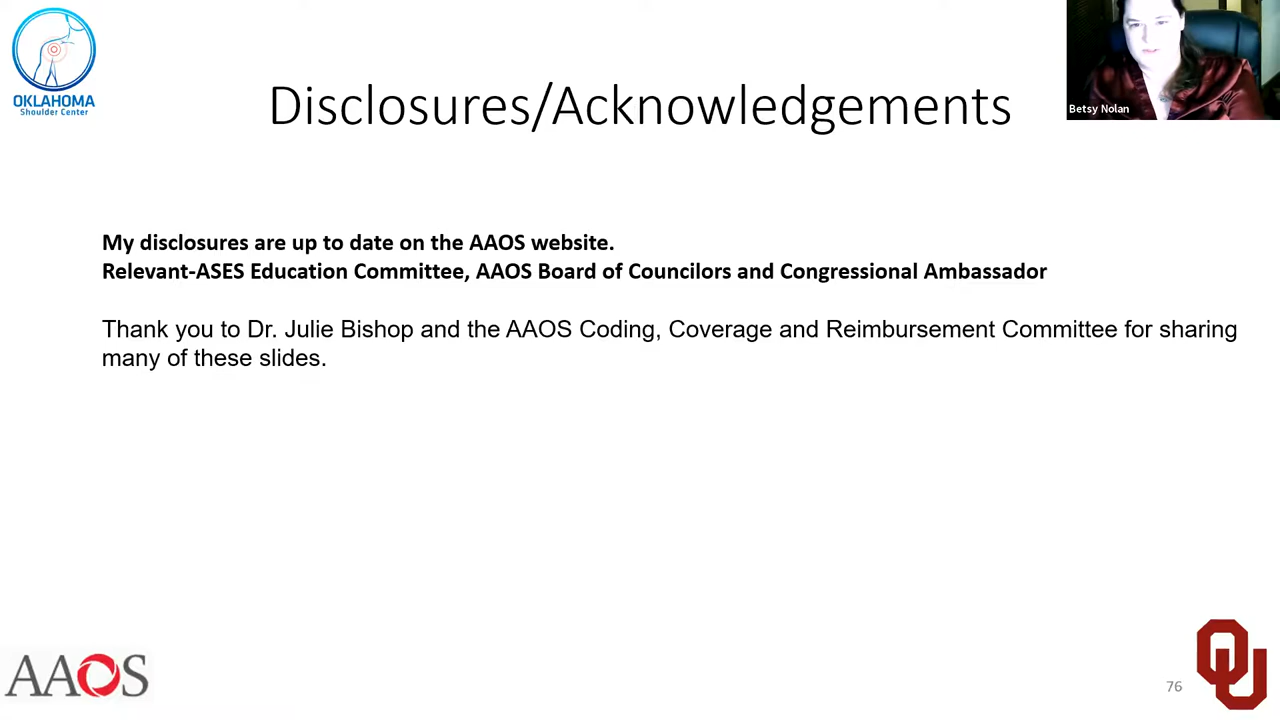 OKLAHOMA
Shoulder Center
Disclosures/Acknowledgements
Betsy Nolan
My disclosures are up to date on the AAOS website.
Relevant-ASES Education Committee, AAOS Board of Councilors and Congressional Ambassador
Thank you to Dr. Julie Bishop and the AAOS Coding, Coverage and Reimbursement Committee for sharing
many of these slides.
AAOS
76
OU